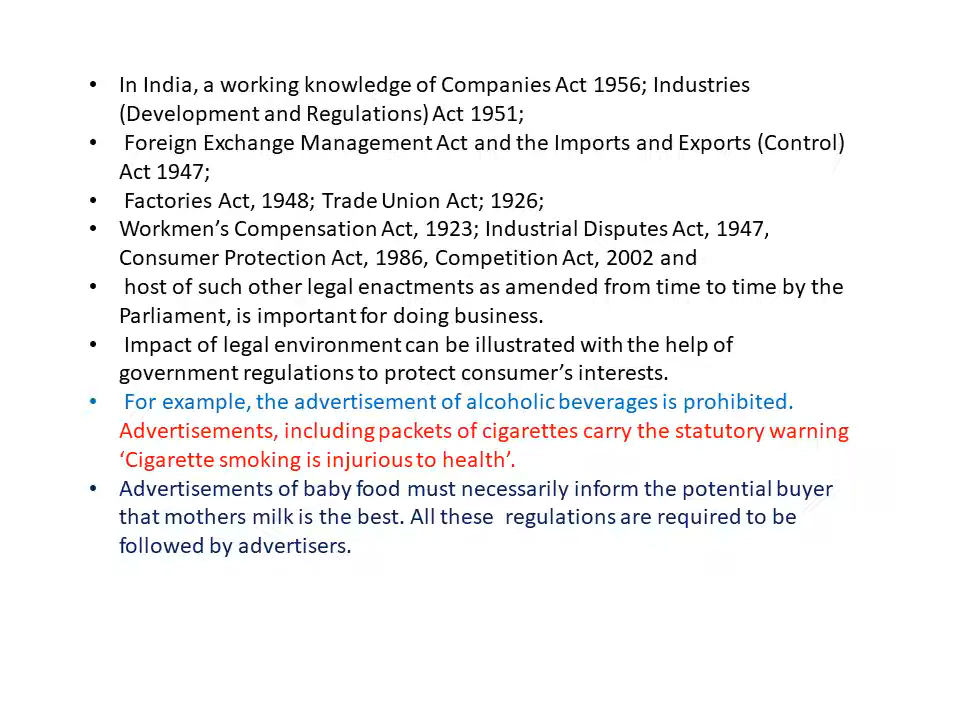 • In India, a working knowledge of Companies Act 1956; Industries
(Development and Regulations) Act 1951;
• Foreign Exchange Management Act and the Imports and Exports (Control)
Act 1947;
• Factories Act, 1948; Trade Union Act; 1926;
• Workmen’s Compensation Act, 1923; Industrial Disputes Act, 1947,
Consumer Protection Act, 1986, Competition Act, 2002 and
• host of such other legal enactments as amended from time to time by the
Parliament, is important for doing business.
• Impact of legal environment can be illustrated with the help of
government regulations to protect consumer’s interests.
• For example, the advertisement of alcoholic beverages is prohibited.
Advertisements, including packets of cigarettes carry the statutory warning
‘Cigarette smoking is injurious to health’.
• Advertisements of baby food must necessarily inform the potential buyer
that mothers milk is the best. All these regulations are required to be
followed by advertisers.